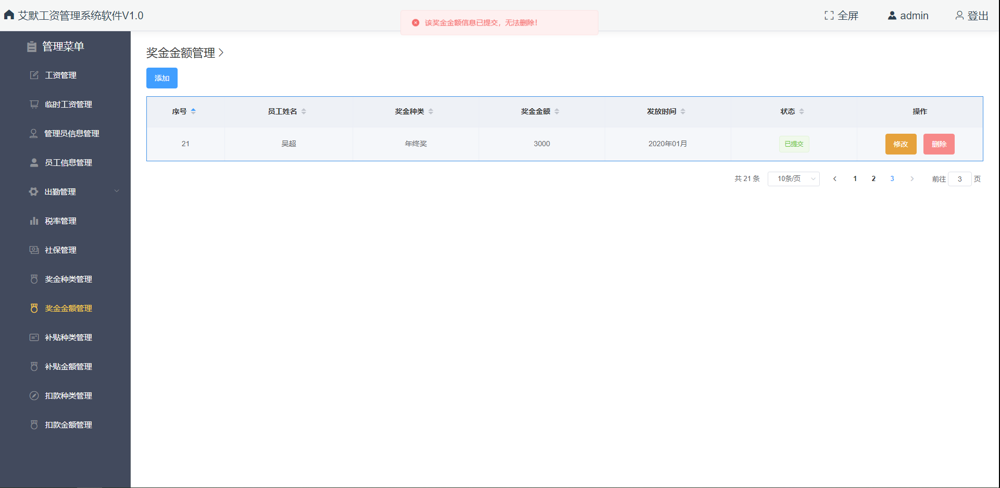 艾默工资管理系统软件V1.0
该奖金金额信息已提交，无法删除！
全屏
admin
登出
管理菜单
工资管理
临时工资管理
管理员信息管理
员工信息管理
出勤管理
税率管理
社保管理
奖金种类管理
奖金金额管理
补贴种类管理
补贴金额管理
扣款种类管理
扣款金额管理
奖金金额管理
添加
序号 员工姓名 奖金种类 奖金金额 发放时间 状态 操作
21 吴超 年终奖 3000 2020年01月 已提交 修改 删除
共 21 条 10条/页 1 2 3 前往 3 页